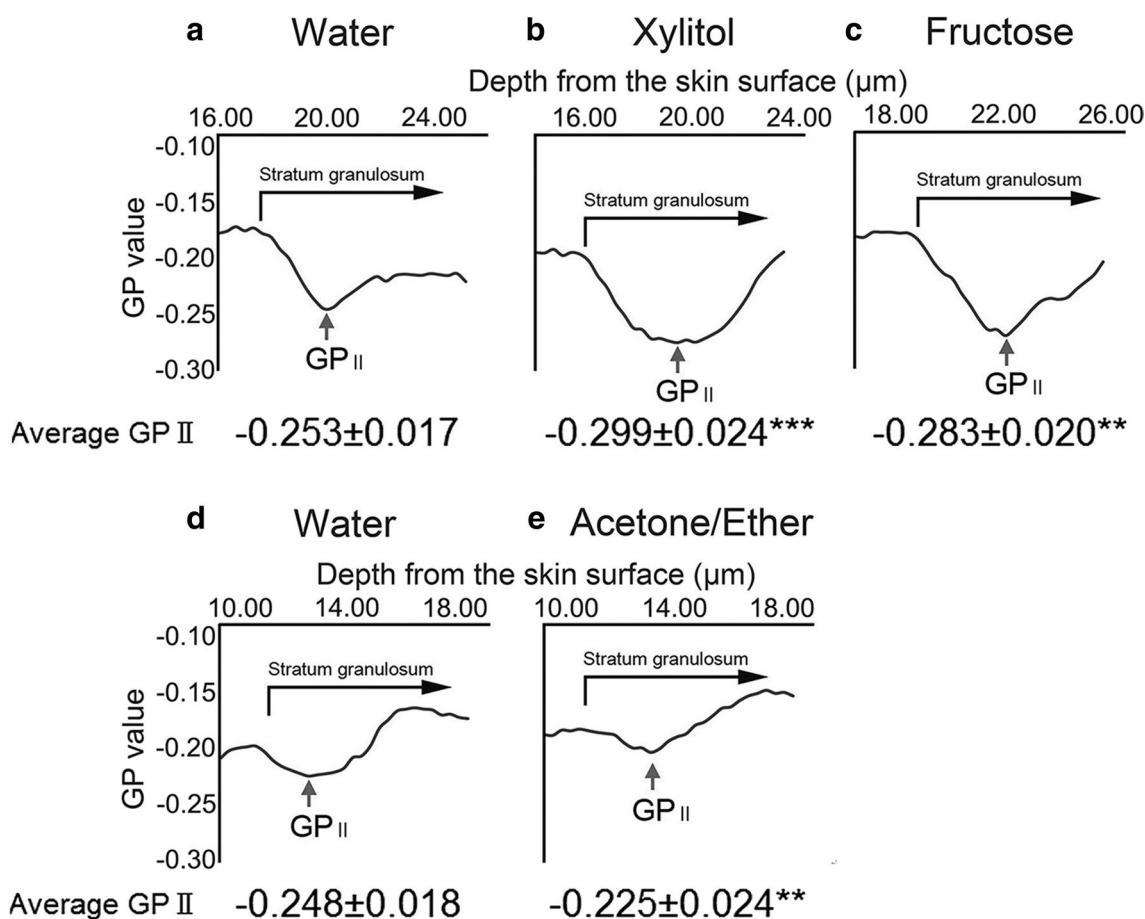 a Water b Xylitol c Fructose
Depth from the skin surface (μm)
16.00 20.00 24.00 16.00 20.00 24.00 18.00 22.00 26.00
-0.10
-0.15
-0.20
-0.25
-0.30
GP value
Stratum granulosum
Stratum granulosum
Stratum granulosum
GP II
GP II
GP II
Average GP II -0.253±0.017 -0.299±0.024*** -0.283±0.020**
d Water e Acetone/Ether
Depth from the skin surface (μm)
10.00 14.00 18.00 10.00 14.00 18.00
-0.10
-0.15
-0.20
-0.25
-0.30
GP value
Stratum granulosum
Stratum granulosum
GP II
GP II
Average GP II -0.248±0.018 -0.225±0.024**